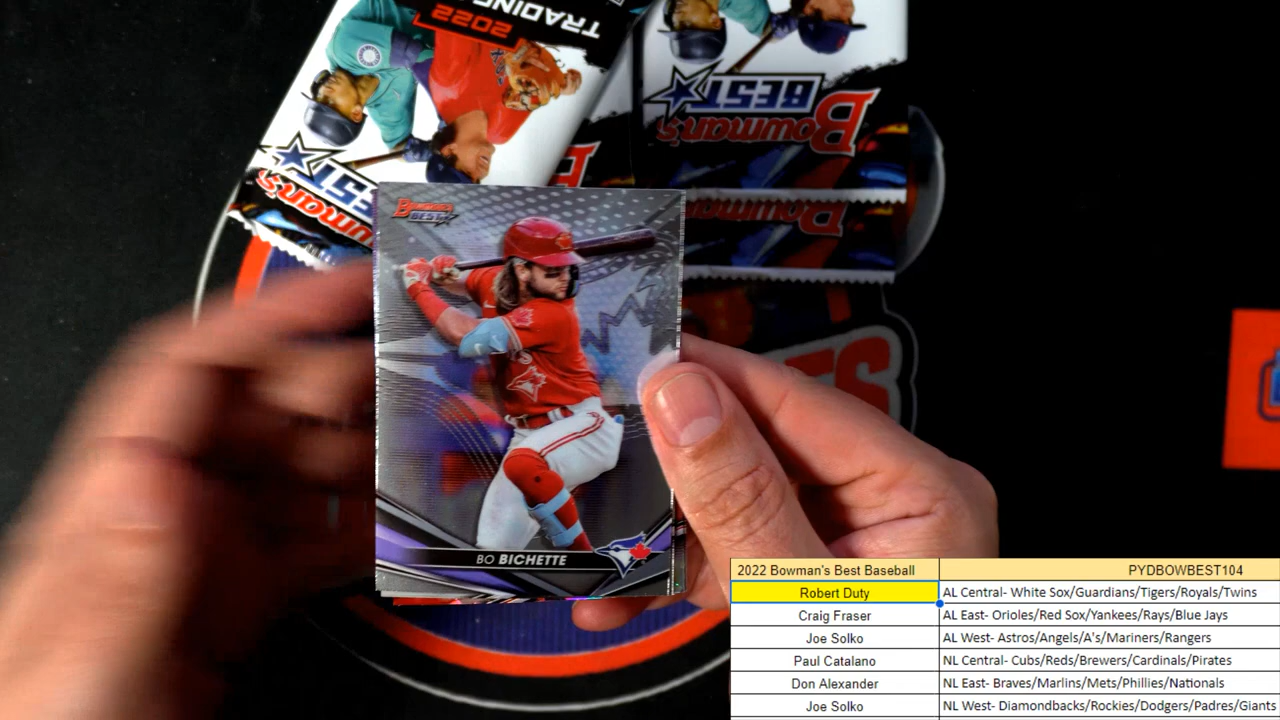 2022
TRADING
BOWMAN'S
BEST
BOWMAN'S
BEST
BOWMAN'S
BOWMAN'S
BEST
BO BICHETTE
2022 Bowman's Best Baseball PYDBOWBEST104
Robert Duty AL Central- White Sox/Guardians/Tigers/Royals/Twins
Craig Fraser AL East- Orioles/Red Sox/Yankees/Rays/Blue Jays
Joe Solko AL West- Astros/Angels/A's/Mariners/Rangers
Paul Catalano NL Central- Cubs/Reds/Brewers/Cardinals/Pirates
Don Alexander NL East- Braves/Marlins/Mets/Phillies/Nationals
Joe Solko NL West- Diamondbacks/Rockies/Dodgers/Padres/Giants